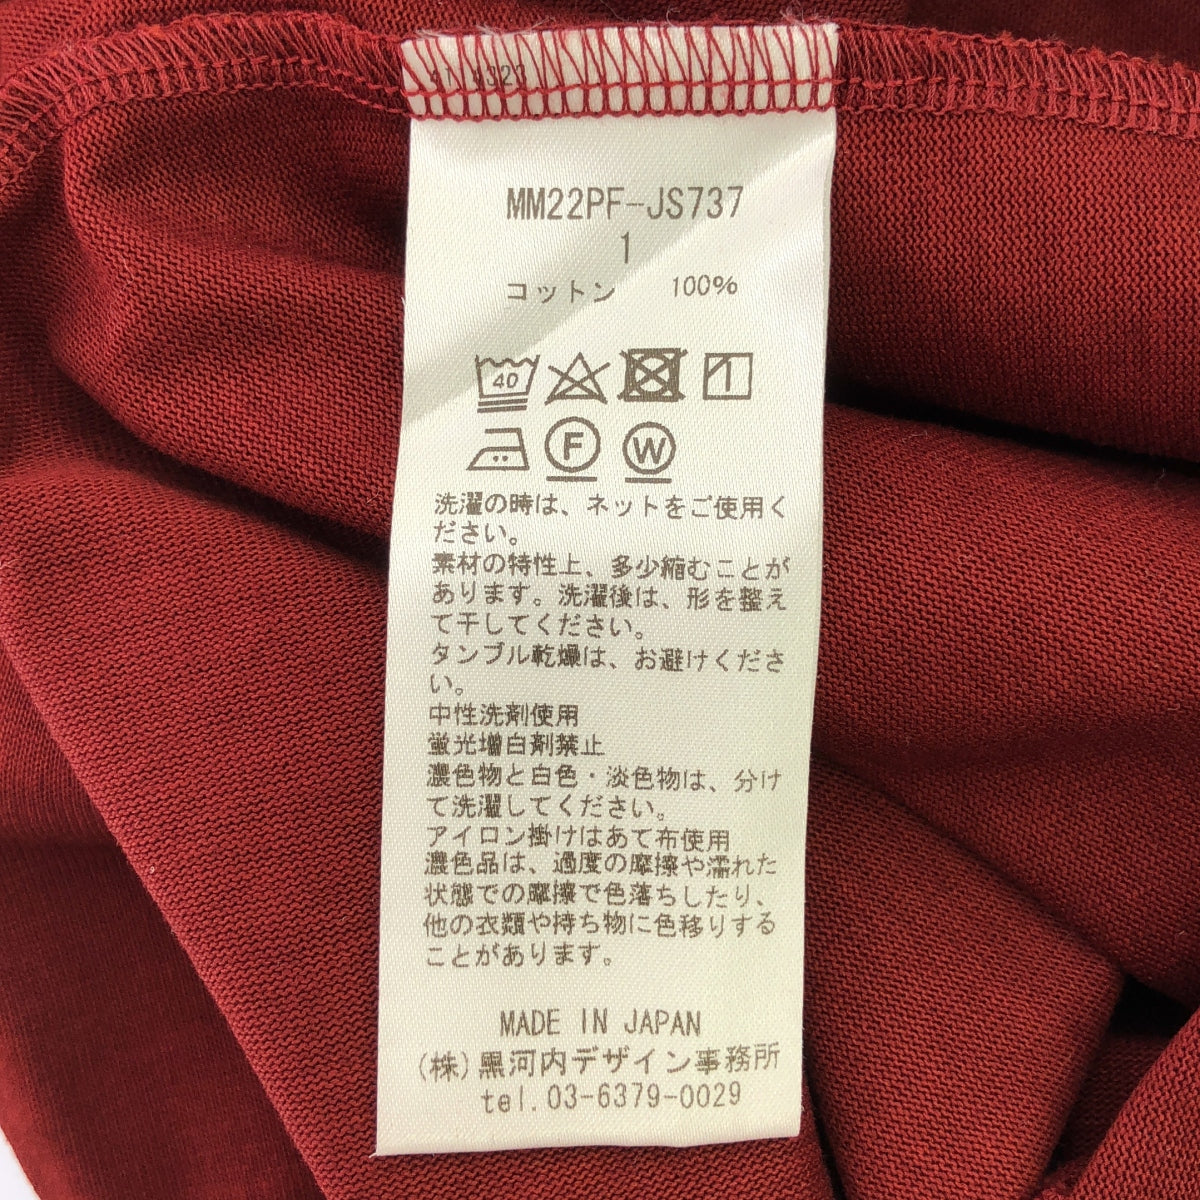 MM22PF-JS737
1
コットン 100%
40
F W
洗濯の時は、ネットをご使用く
ださい。
素材の特性上、多少縮むことが
あります。洗濯後は、形を整え
て干してください。
タンブル乾燥は、お避けくださ
い。
中性洗剤使用
蛍光増白剤禁止
濃色物と白色・淡色物は、分け
て洗濯してください。
アイロン掛けはあて布使用
濃色品は、過度の摩擦や濡れた
状態での摩擦で色落ちしたり、
他の衣類や持ち物に色移りする
ことがあります。
MADE IN JAPAN
(株)黒河内デザイン事務所
tel.03-6379-0029